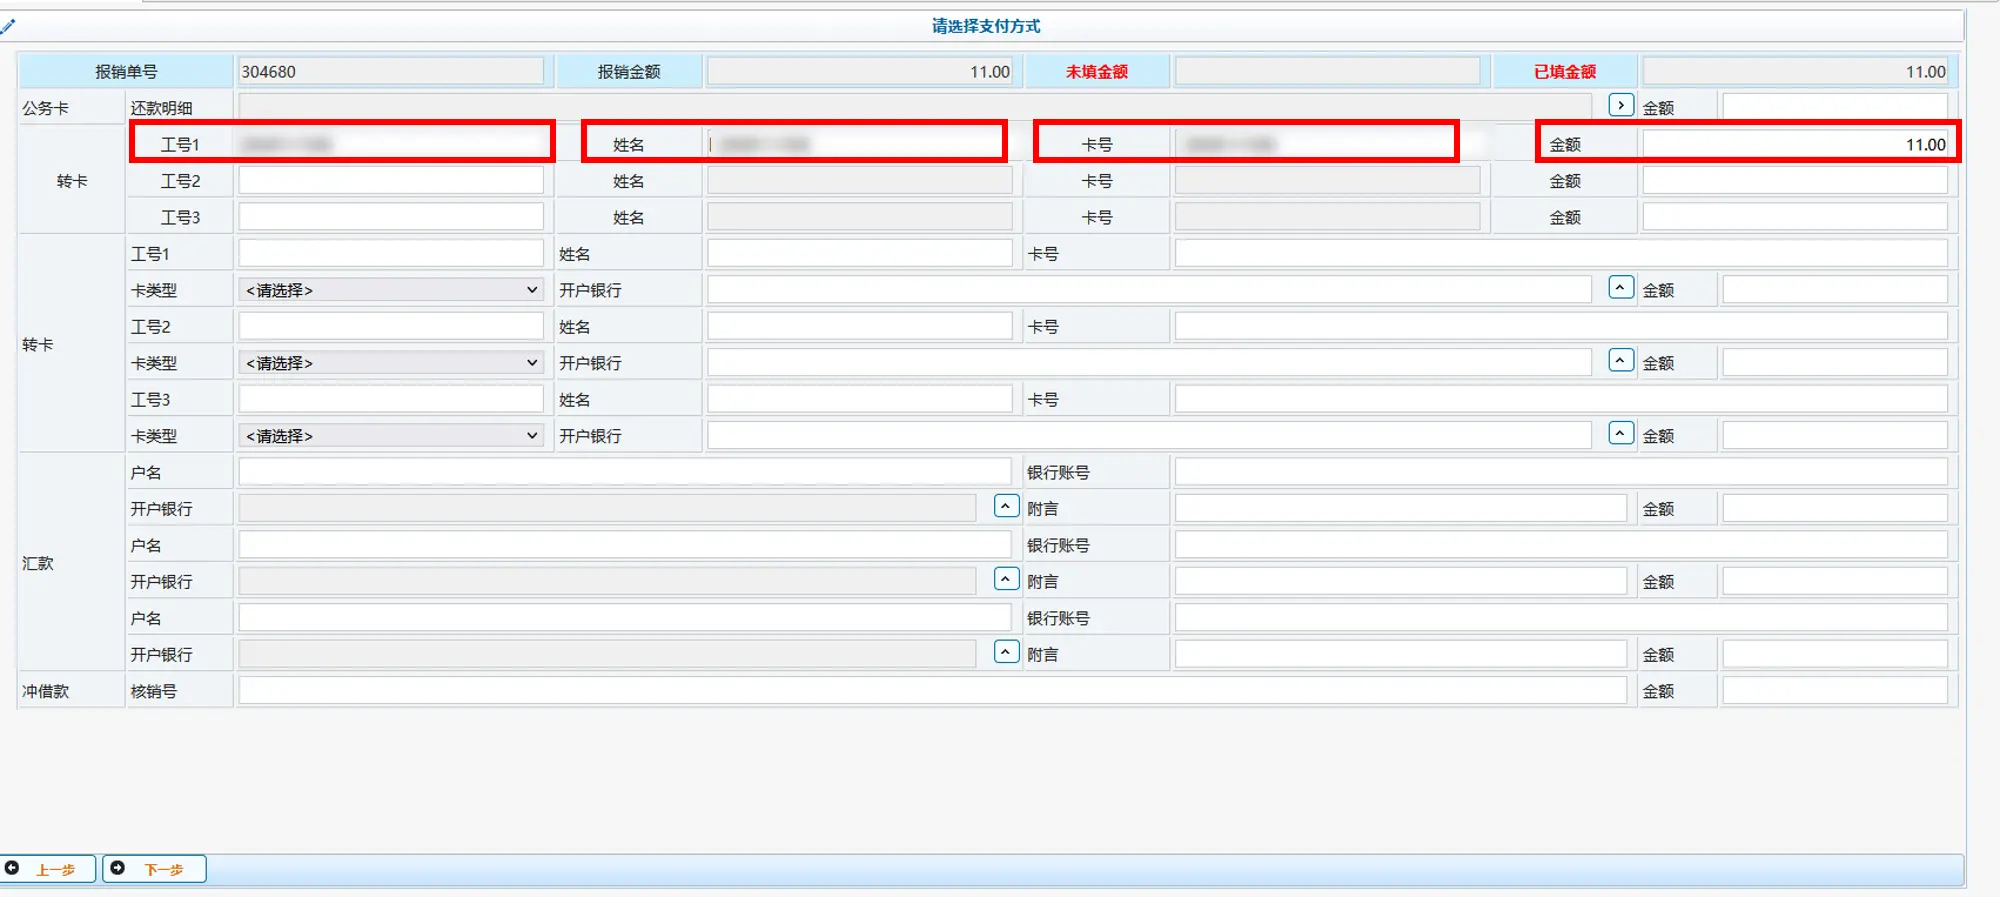 请选择支付方式
报销单号 304680 报销金额 11.00 未填金额 已填金额 11.00
公务卡 还款明细 金额
工号1 姓名 卡号 金额 11.00
转卡 工号2 姓名 卡号 金额
工号3 姓名 卡号 金额
工号1 姓名 卡号
卡类型 <请选择> 开户银行 金额
工号2 姓名 卡号
转卡
卡类型 <请选择> 开户银行 金额
工号3 姓名 卡号
卡类型 <请选择> 开户银行 金额
户名 银行账号
开户银行 附言 金额
户名 银行账号
汇款
开户银行 附言 金额
户名 银行账号
开户银行 附言 金额
冲借款 核销号 金额
上一步 下一步